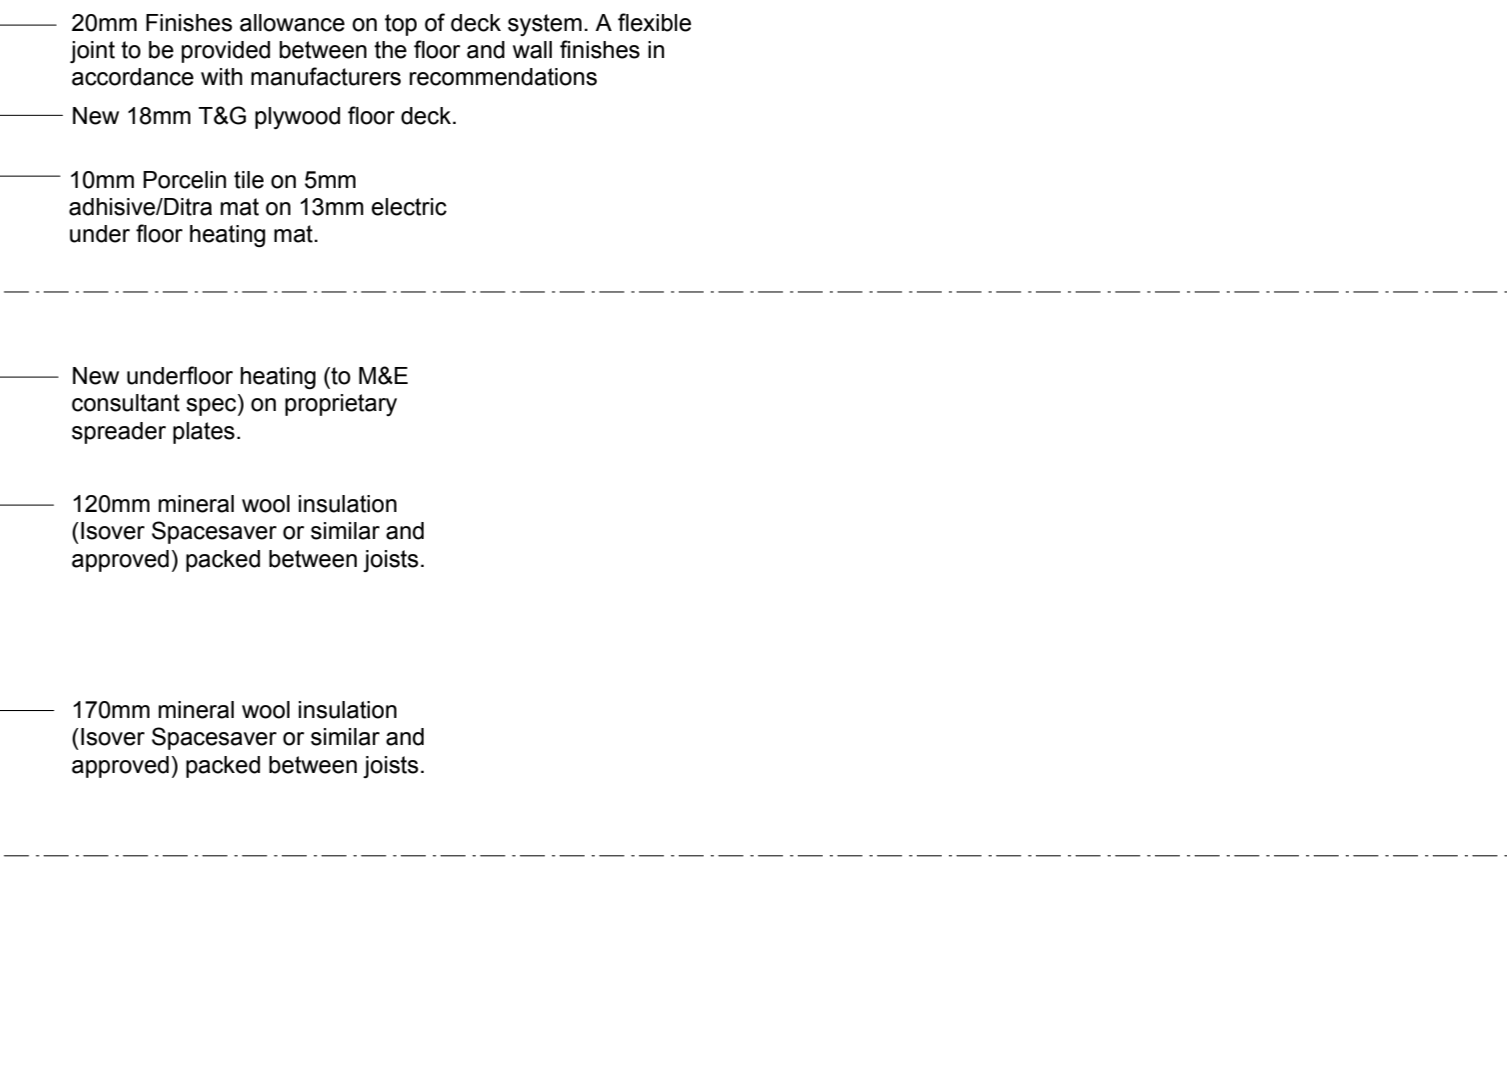 20mm Finishes allowance on top of deck system. A flexible
joint to be provided between the floor and wall finishes in
accordance with manufacturers recommendations
New 18mm T&G plywood floor deck.
10mm Porcelin tile on 5mm
adhisive/Ditra mat on 13mm electric
under floor heating mat.
New underfloor heating (to M&E
consultant spec) on proprietary
spreader plates.
120mm mineral wool insulation
(Isover Spacesaver or similar and
approved) packed between joists.
170mm mineral wool insulation
(Isover Spacesaver or similar and
approved) packed between joists.